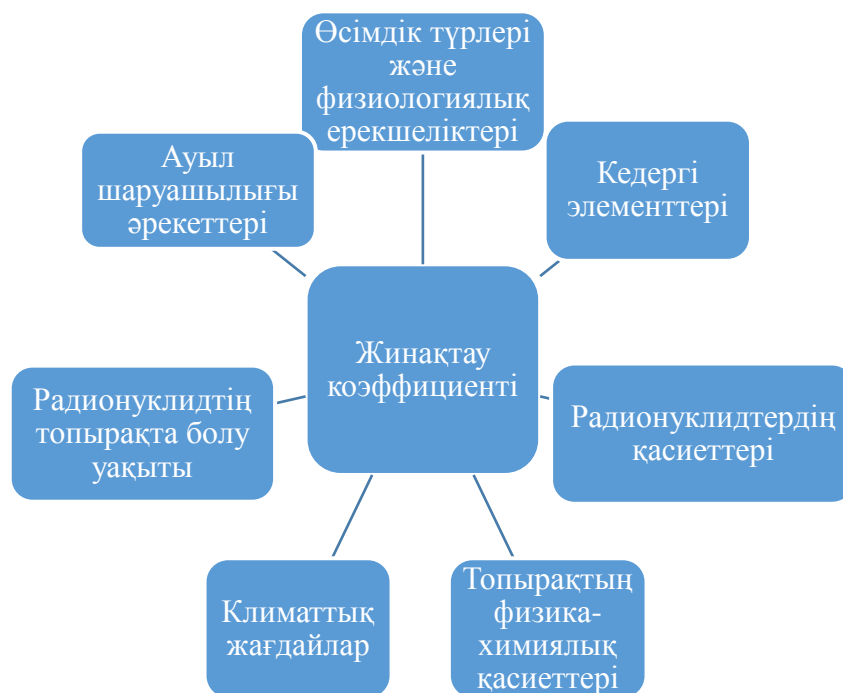 Өсімдік түрлері
және
физиологиялық
ерекшеліктері
Ауыл
шаруашылығы
әрекеттері
Кедергі
элементтері
Жинақтау
коэффициенті
Радионуклидтің
топырақта болу
уақыты
Радионуклидтердің
қасиеттері
Климаттық
жағдайлар
Топырақтың
физика-
химиялық
қасиеттері